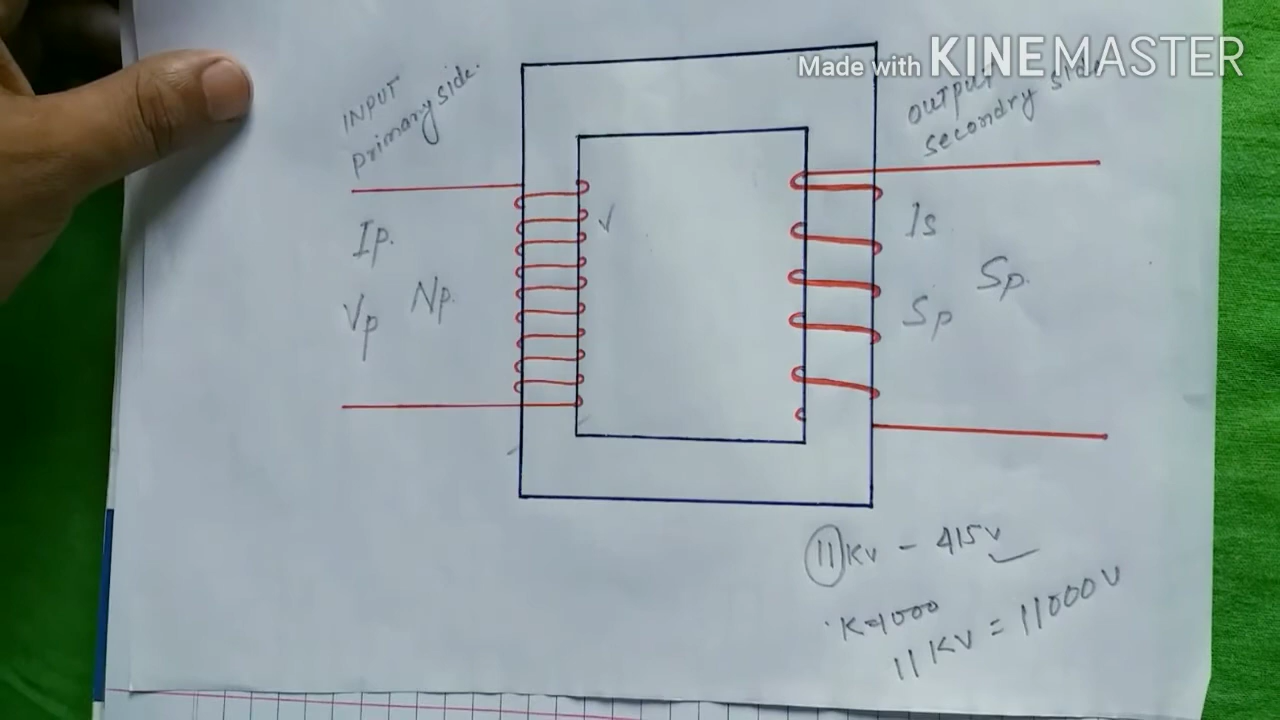 Made with KINEMASTER
INPUT
primary side.
OUTPUT
secondry side
Ip.
Vp
Np.
Is
Sp
Sp.
11 KV - 415V
K=1000
11 KV = 11000V